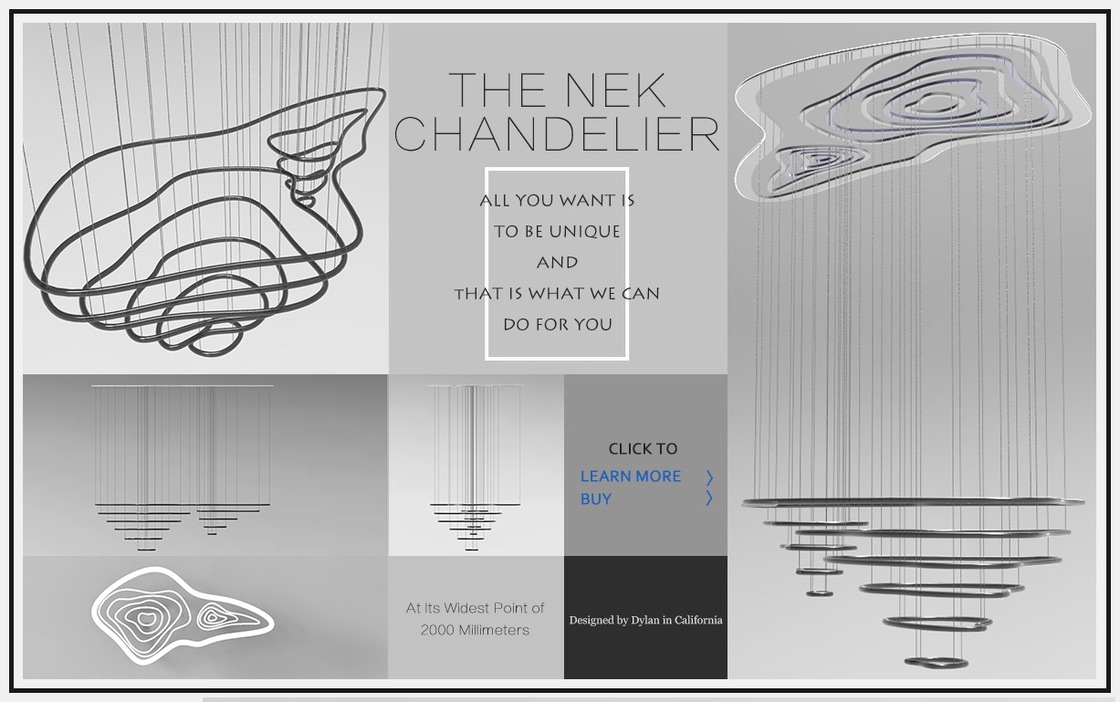 THE NEK
CHANDELIER
ALL YOU WANT IS
TO BE UNIQUE
AND
THAT IS WHAT WE CAN
DO FOR YOU
CLICK TO
LEARN MORE
BUY
At Its Widest Point of
2000 Millimeters
Designed by Dylan in California